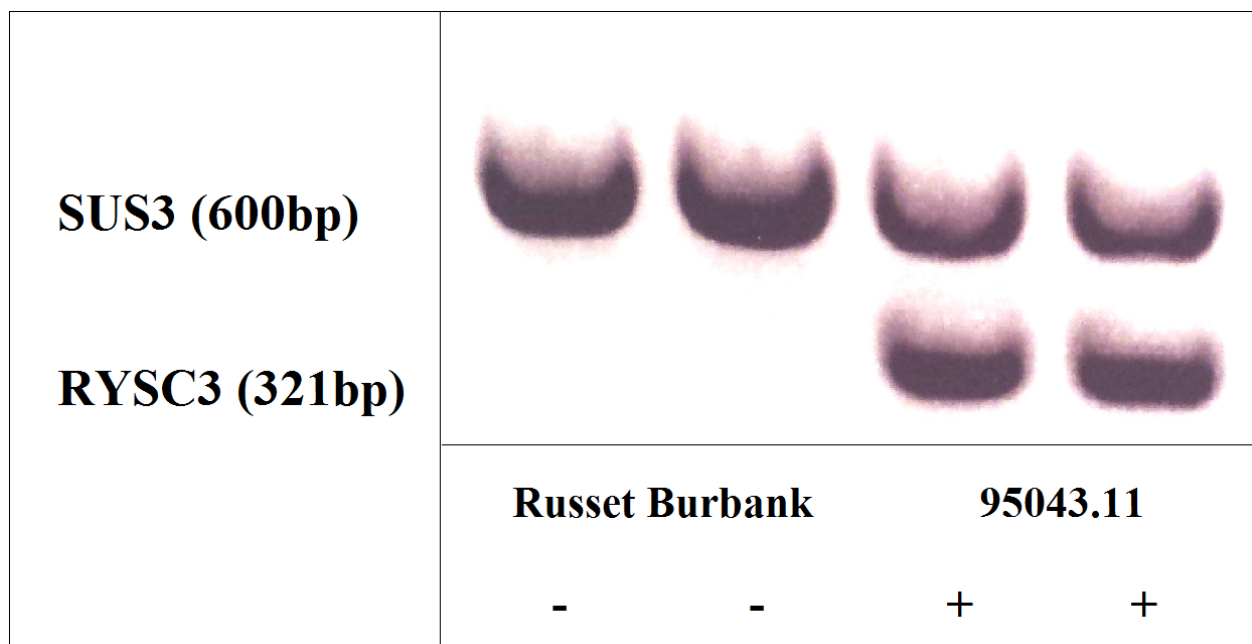 SUS3 (600bp)
RYSC3 (321bp)
Russet Burbank 95043.11
- - + +